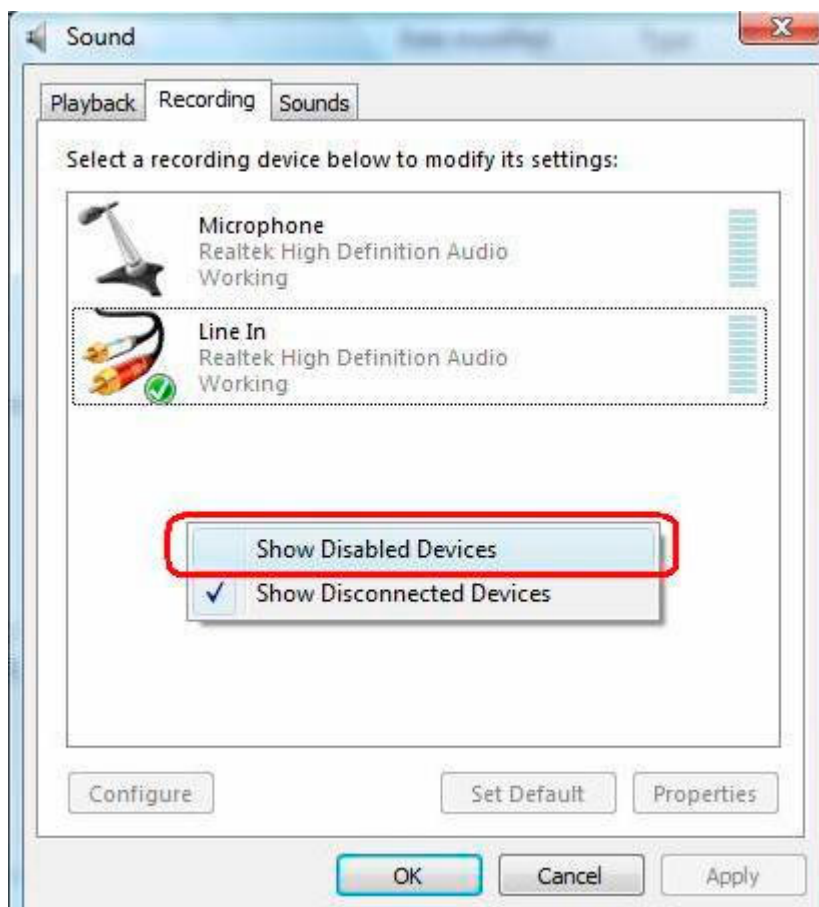 Sound
Playback
Recording
Sounds
Select a recording device below to modify its settings:
Microphone
Realtek High Definition Audio
Working
Line In
Realtek High Definition Audio
Working
Show Disabled Devices
Show Disconnected Devices
Configure
Set Default
Properties
OK
Cancel
Apply